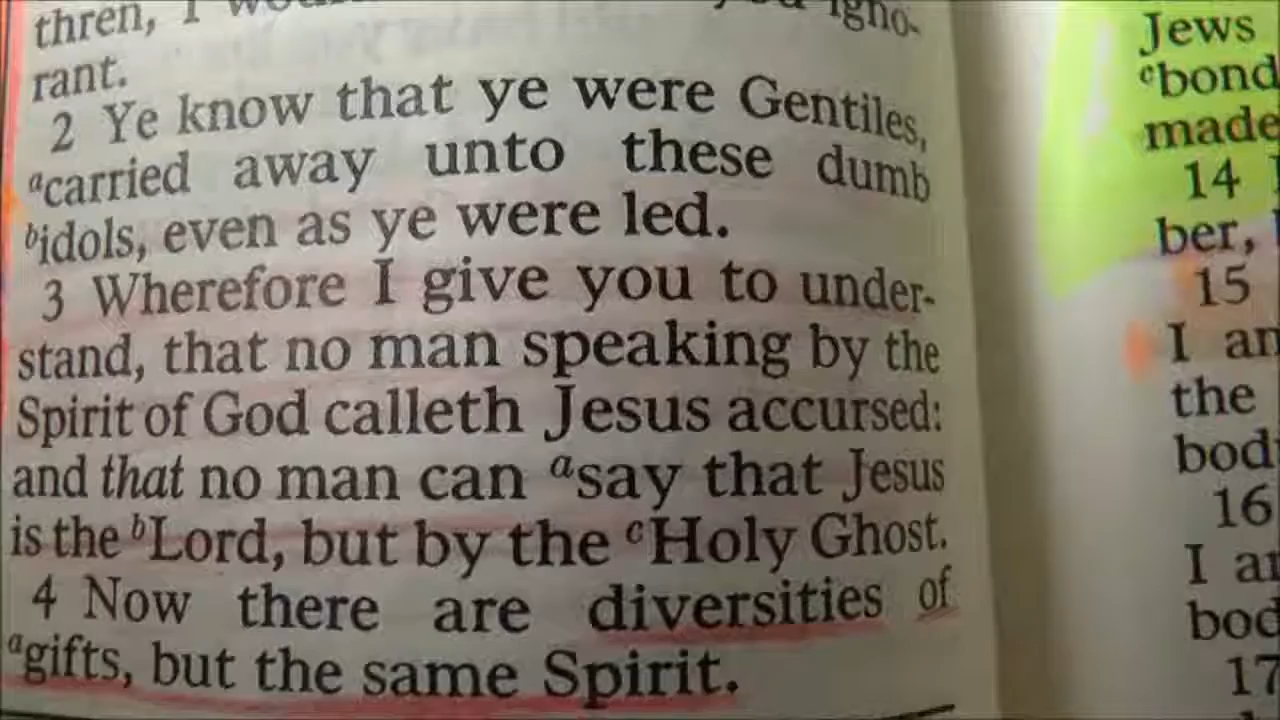 thren, I
rant.
2 Ye know that ye were Gentiles,
ᵃcarried away unto these dumb
ᵇidols, even as ye were led.
3 Wherefore I give you to under-
stand, that no man speaking by the
Spirit of God calleth Jesus accursed:
and that no man can ᵃsay that Jesus
is the ᵇLord, but by the ᶜHoly Ghost.
4 Now there are diversities of
ᵃgifts, but the same Spirit.
Jews
ᶜbond
made
14
ber,
15
I
the
bod
16
I
bod
17